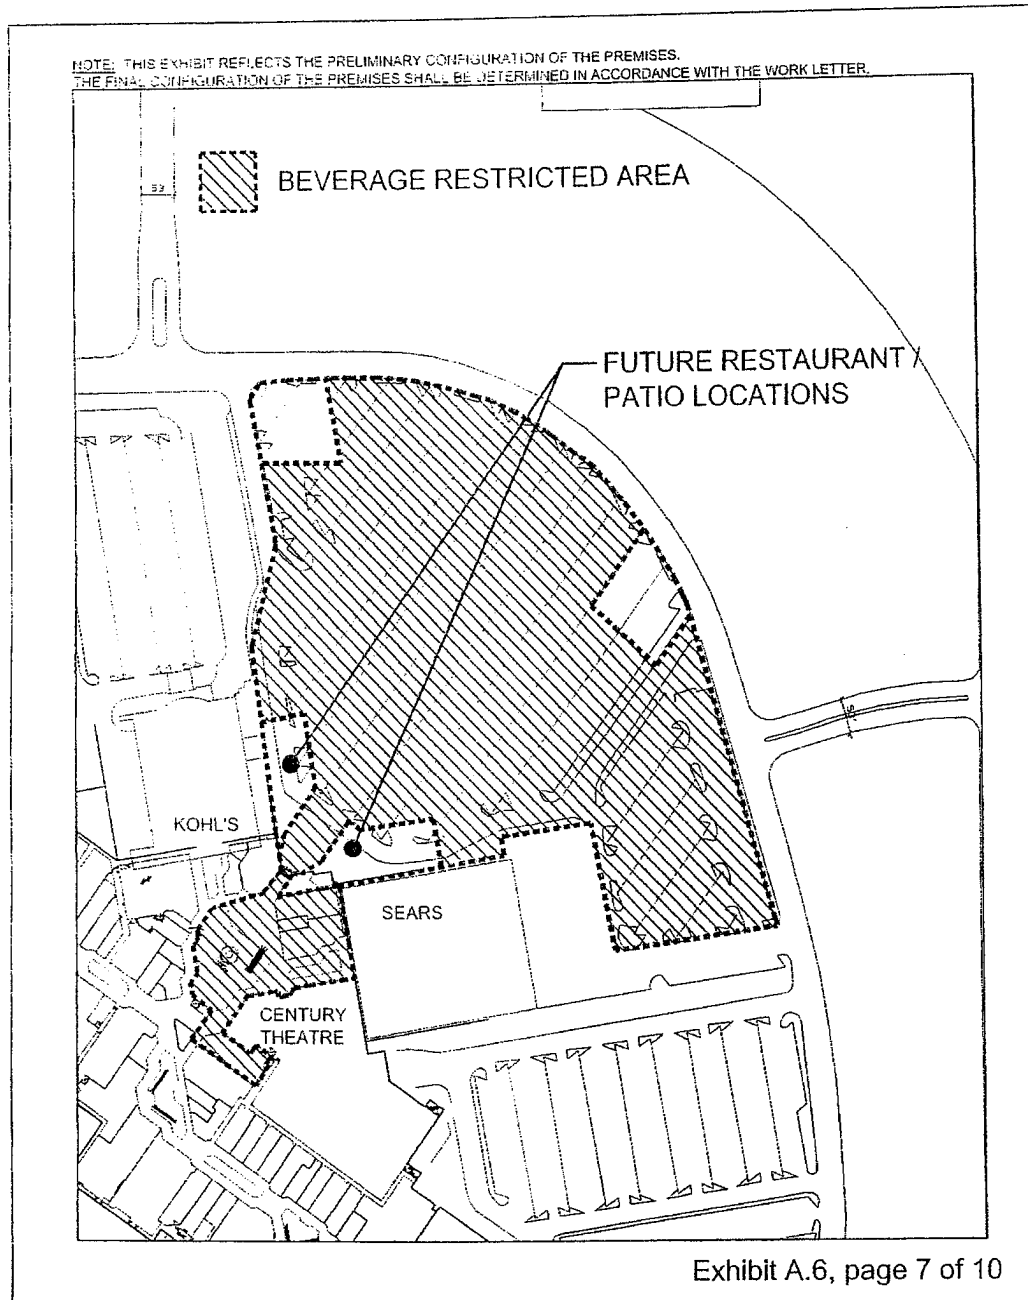 NOTE: THIS EXHIBIT REFLECTS THE PRELIMINARY CONFIGURATION OF THE PREMISES.
THE FINAL CONFIGURATION OF THE PREMISES SHALL BE DETERMINED IN ACCORDANCE WITH THE WORK LETTER.
BEVERAGE RESTRICTED AREA
FUTURE RESTAURANT /
PATIO LOCATIONS
KOHL'S
SEARS
CENTURY
THEATRE
Exhibit A.6, page 7 of 10